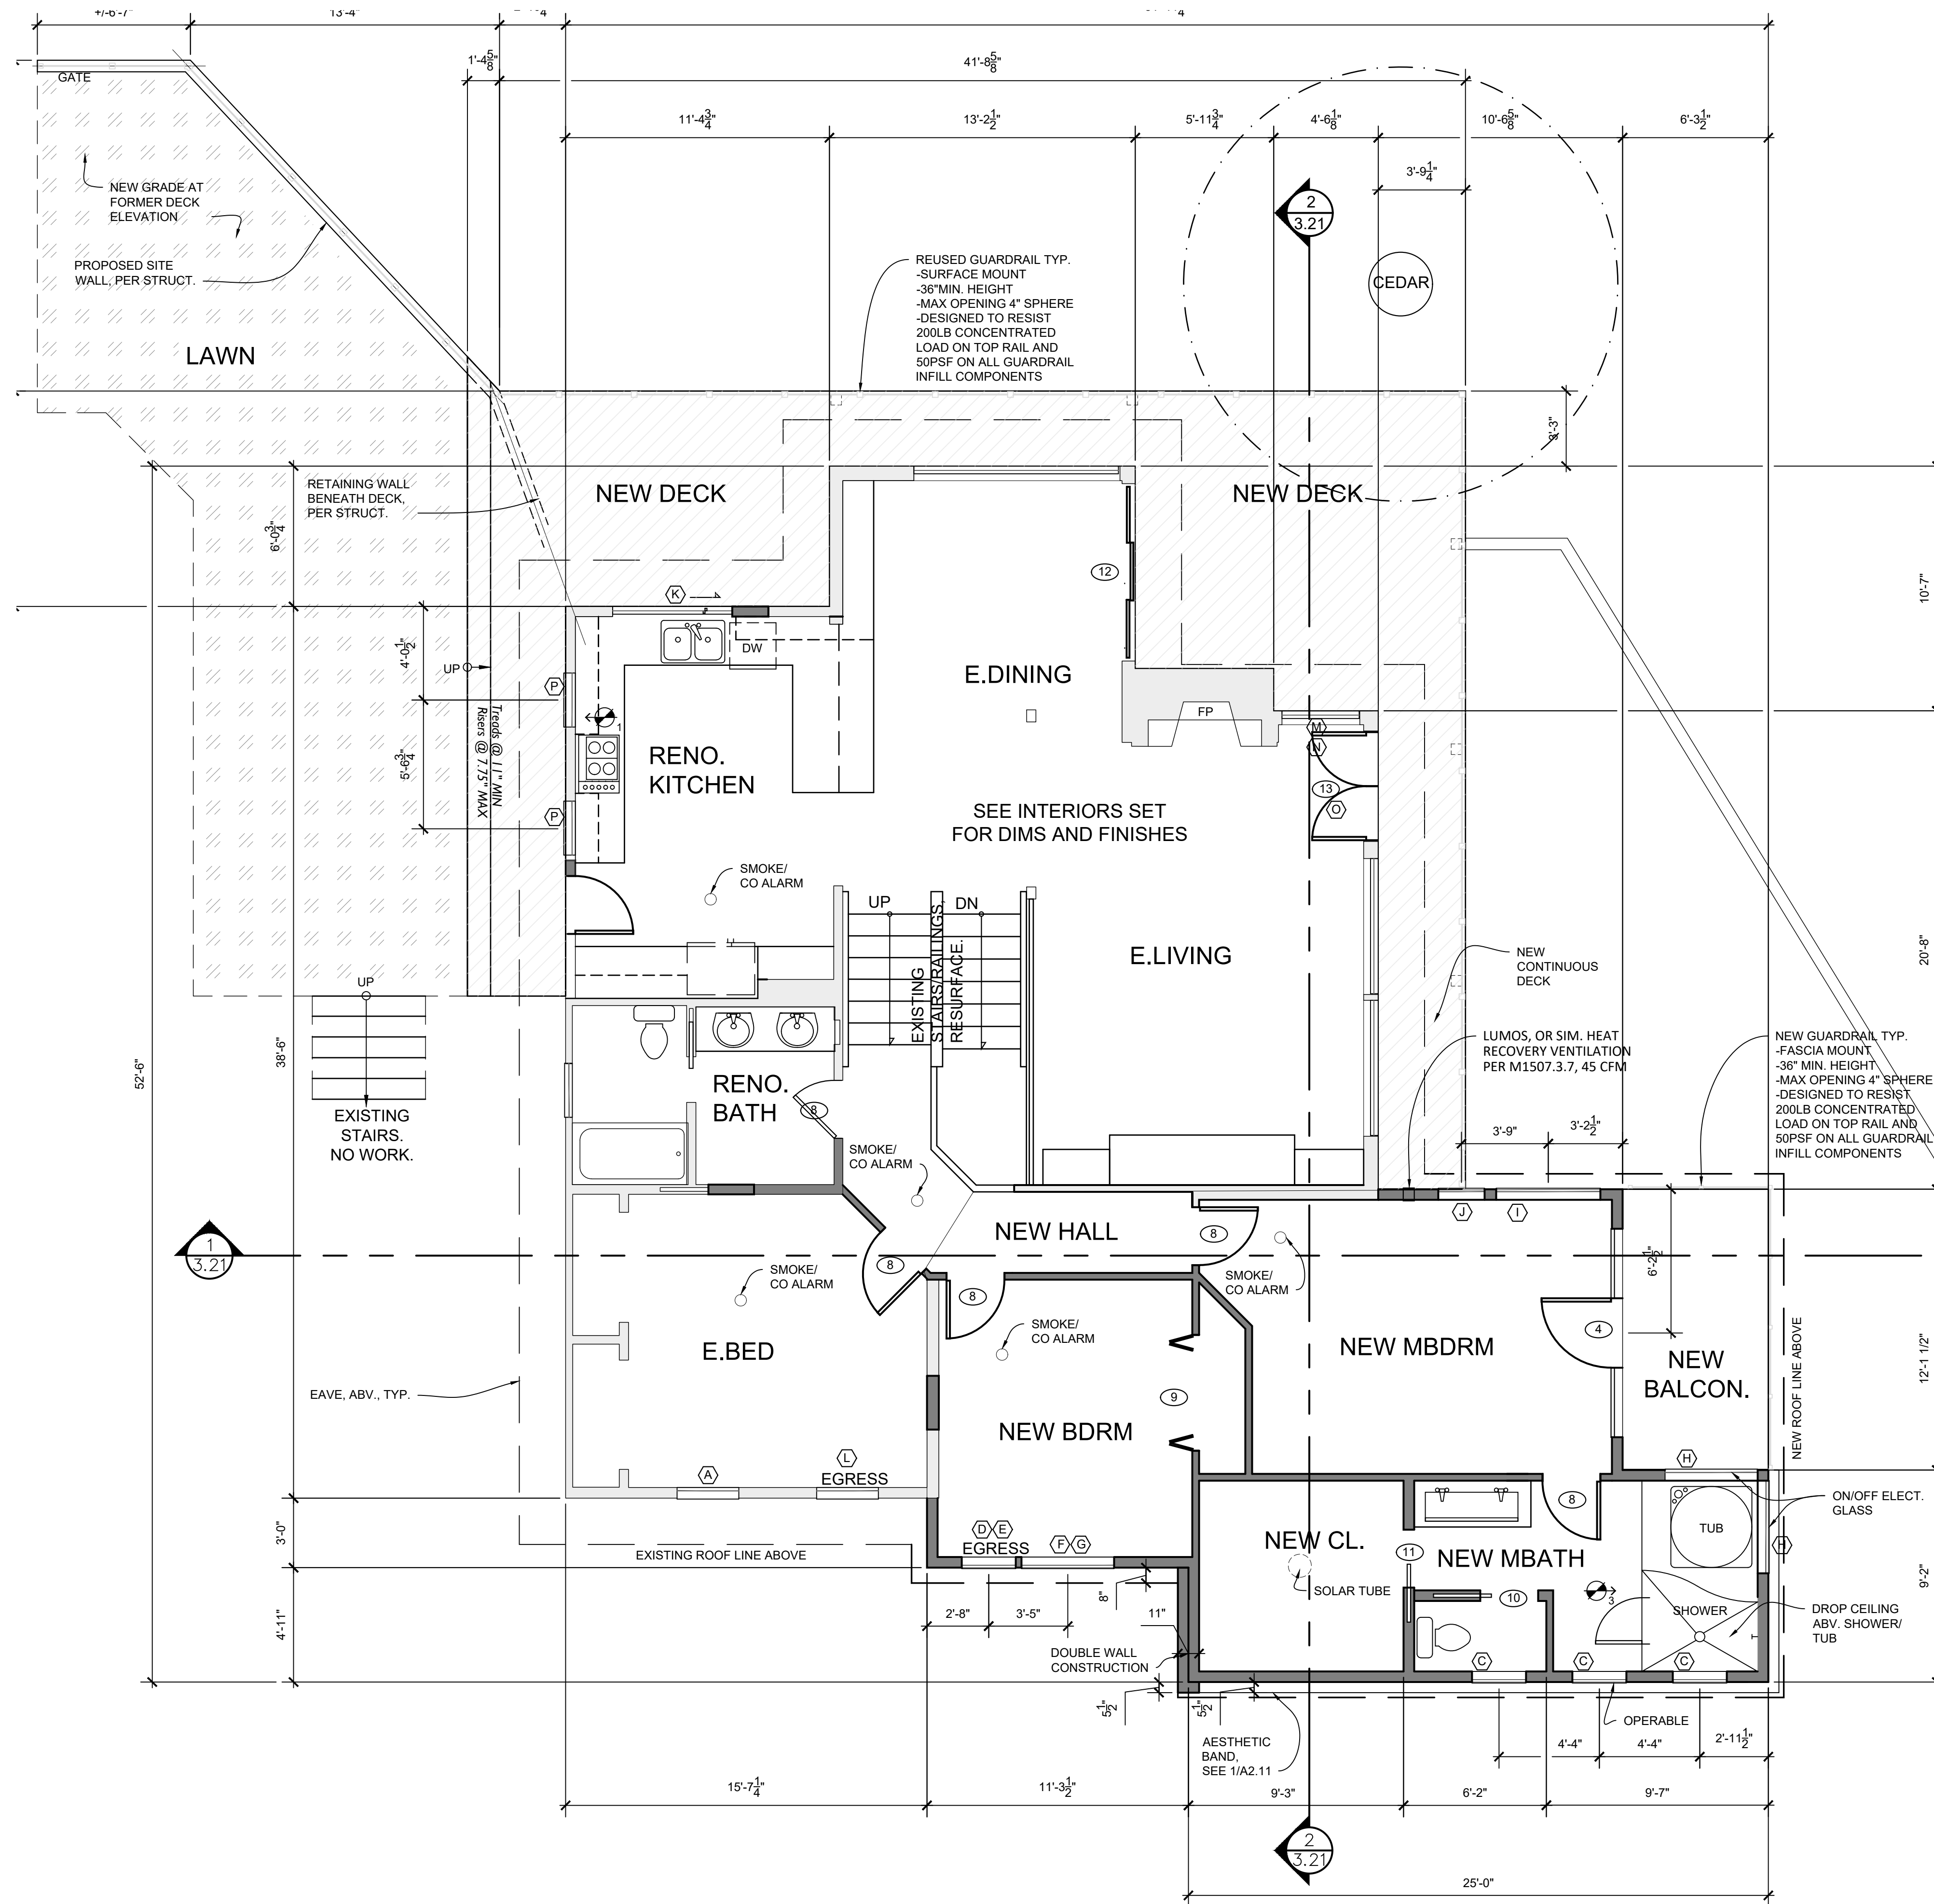 +/-6'-7"
13'-4"
1'-4 5/8"
41'-8 5/8"
11'-4 3/4"
13'-2 1/2"
5'-11 3/4"
4'-6 1/8"
10'-6 5/8"
6'-3 1/2"
3'-9 1/4"
GATE
NEW GRADE AT
FORMER DECK
ELEVATION
PROPOSED SITE
WALL, PER STRUCT.
LAWN
REUSED GUARDRAIL TYP.
-SURFACE MOUNT
-36"MIN. HEIGHT
-MAX OPENING 4" SPHERE
-DESIGNED TO RESIST
200LB CONCENTRATED
LOAD ON TOP RAIL AND
50PSF ON ALL GUARDRAIL
INFILL COMPONENTS
2
3.21
CEDAR
3'-3"
RETAINING WALL
BENEATH DECK,
PER STRUCT.
NEW DECK
NEW DECK
6'-0 3/4"
10'-7"
12
K
DW
4'-0 1/2"
UP
P
E.DINING
FP
M
N
13
O
1
RENO.
KITCHEN
5'-6 3/4"
Treads @ 11" MIN
Risers @ 7.75" MAX
P
SEE INTERIORS SET
FOR DIMS AND FINISHES
SMOKE/
CO ALARM
UP
DN
EXISTING
STAIRS/RAILINGS.
RESURFACE.
E.LIVING
NEW
CONTINUOUS
DECK
20'-8"
UP
EXISTING
STAIRS.
NO WORK.
52'-6"
38'-6"
RENO.
BATH
8
LUMOS, OR SIM. HEAT
RECOVERY VENTILATION
PER M1507.3.7, 45 CFM
NEW GUARDRAIL TYP.
-FASCIA MOUNT
-36" MIN. HEIGHT
-MAX OPENING 4" SPHERE
-DESIGNED TO RESIST
200LB CONCENTRATED
LOAD ON TOP RAIL AND
50PSF ON ALL GUARDRAIL
INFILL COMPONENTS
3'-9"
3'-2 1/2"
SMOKE/
CO ALARM
J
I
1
3.21
NEW HALL
8
8
8
SMOKE/
CO ALARM
SMOKE/
CO ALARM
6'-2 1/2"
SMOKE/
CO ALARM
4
E.BED
NEW MBDRM
NEW
BALCON.
NEW ROOF LINE ABOVE
12'-1 1/2"
EAVE, ABV., TYP.
9
NEW BDRM
A
L
EGRESS
H
ON/OFF ELECT.
GLASS
3'-0"
EXISTING ROOF LINE ABOVE
D
E
EGRESS
F
G
NEW CL.
SOLAR TUBE
8
TUB
11
NEW MBATH
H
9'-2"
10
3
SHOWER
DROP CEILING
ABV. SHOWER/
TUB
4'-11"
2'-8"
3'-5"
8"
11"
DOUBLE WALL
CONSTRUCTION
C
C
C
5 1/2"
5 1/2"
OPERABLE
AESTHETIC
BAND,
SEE 1/A2.11
4'-4"
4'-4"
2'-11 1/2"
15'-7 1/4"
11'-3 1/2"
9'-3"
6'-2"
9'-7"
2
3.21
25'-0"